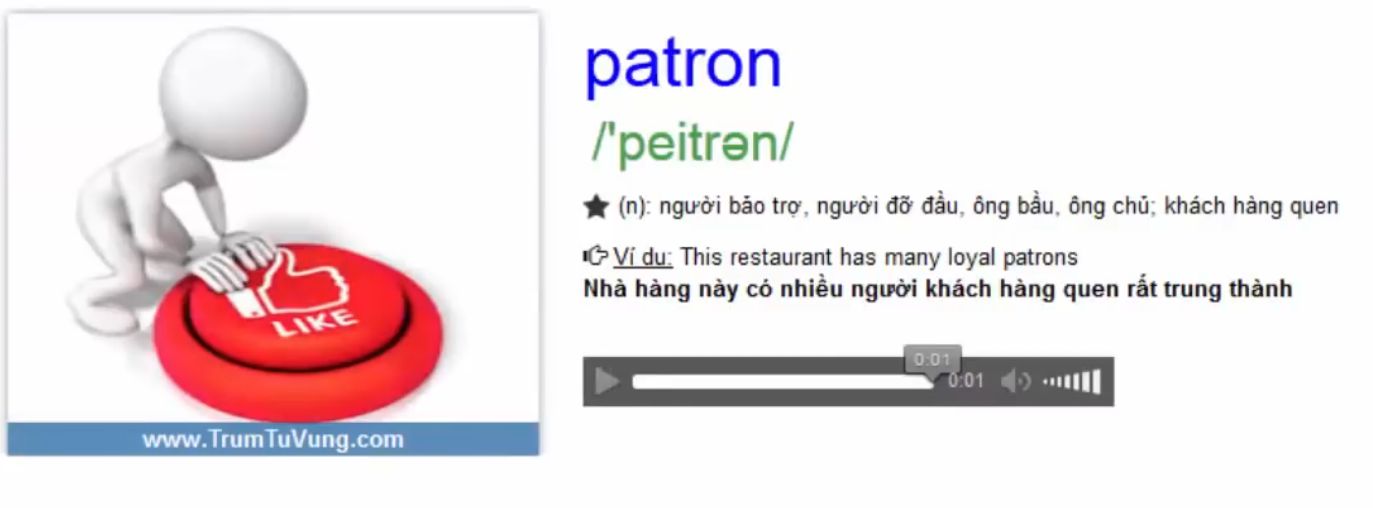 patron
/'peitrən/
★ (n): người bảo trợ, người đỡ đầu, ông bầu, ông chủ; khách hàng quen
Ví du: This restaurant has many loyal patrons
Nhà hàng này có nhiều người khách hàng quen rất trung thành
0:01
0:01
LIKE
www.TrumTuVung.com